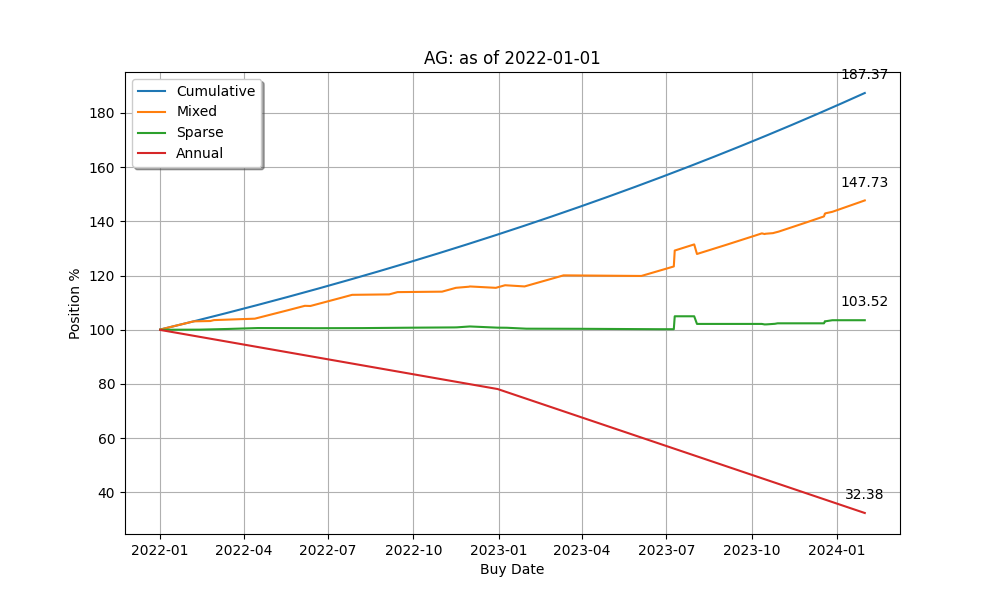 AG: as of 2022-01-01
187.37
Cumulative
Mixed
Sparse
Annual
147.73
103.52
32.38
Position %
180
160
140
120
100
80
60
40
2022-01 2022-04 2022-07 2022-10 2023-01 2023-04 2023-07 2023-10 2024-01
Buy Date